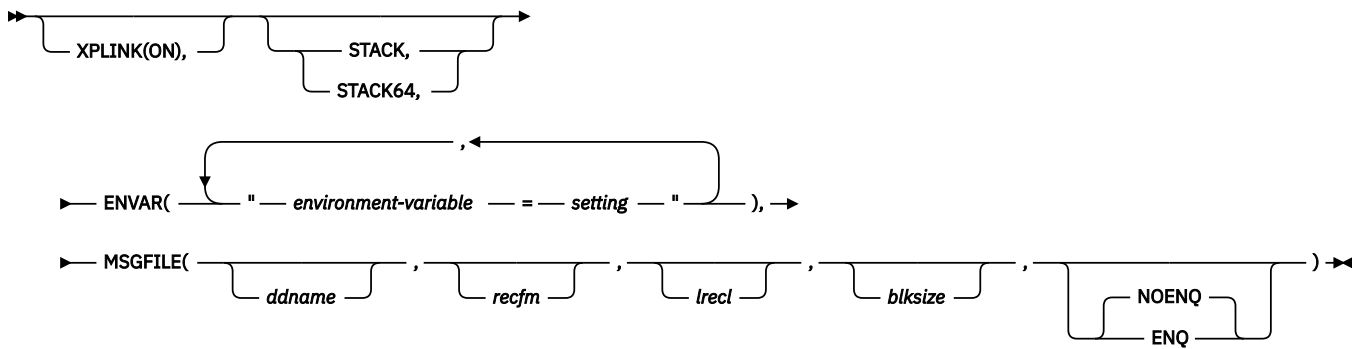 XPLINK(ON), STACK,
STACK64,
,
ENVAR( " environment-variable = setting " ),
MSGFILE( ddname , recfm , lrecl , blksize , NOENQ )
ENQ